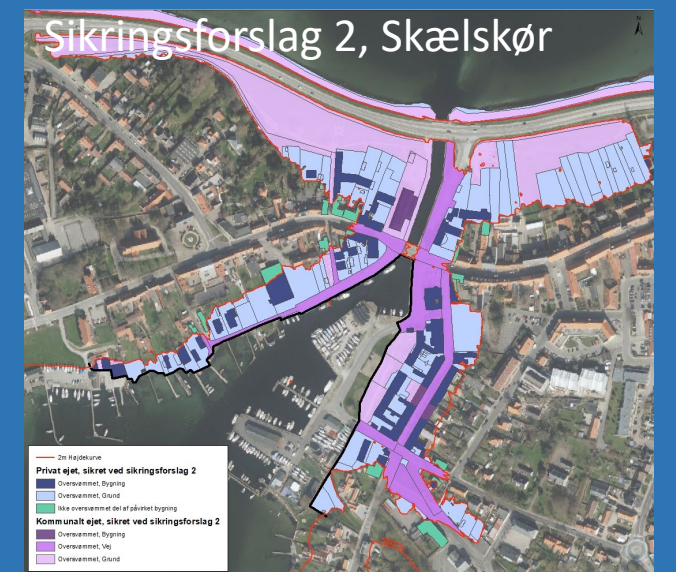 Sikringsforslag 2, Skælskør
N
2m Højdekurve
Privat ejet, sikret ved sikringsforslag 2
Oversvømmet, Bygning
Oversvømmet, Grund
Ikke oversvømmet del af påvirket bygning
Kommunalt ejet, sikret ved sikringsforslag 2
Oversvømmet, Bygning
Oversvømmet, Vej
Oversvømmet, Grund